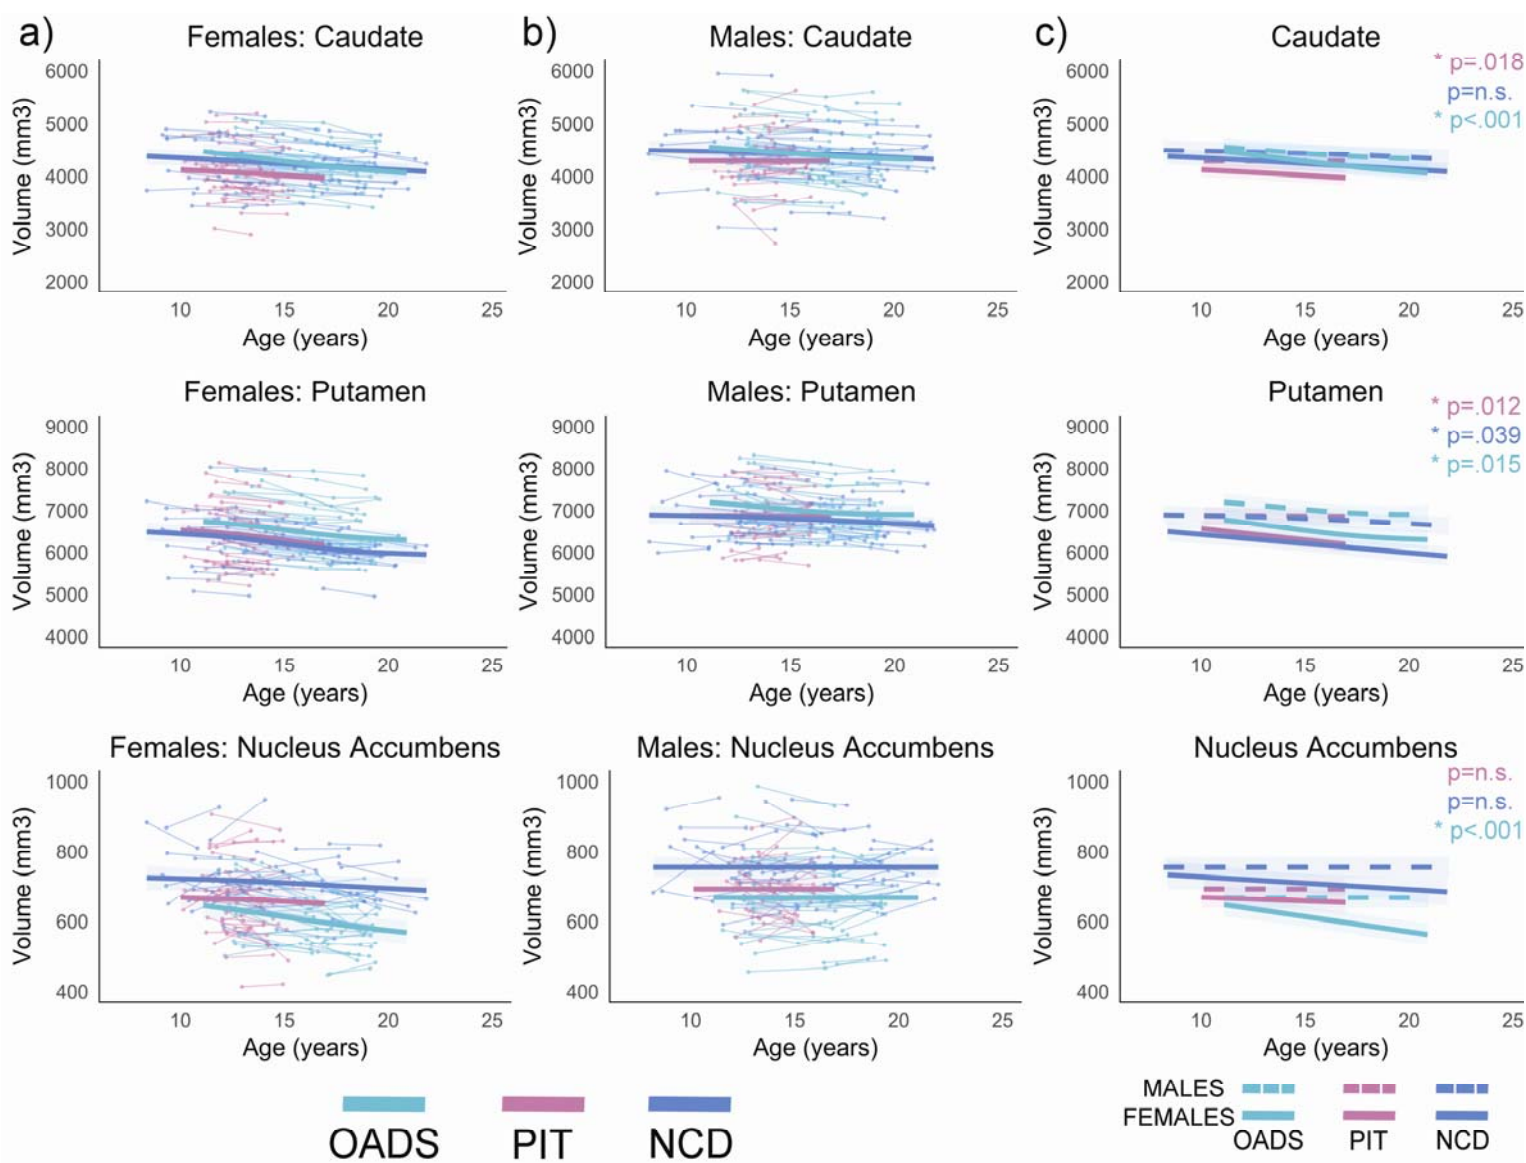 a)
Females: Caudate
Volume (mm3)
6000
5000
4000
3000
2000
10 15 20 25
Age (years)
b)
Males: Caudate
Volume (mm3)
6000
5000
4000
3000
2000
10 15 20 25
Age (years)
c)
Caudate
* p=.018
p=n.s.
* p<.001
Volume (mm3)
6000
5000
4000
3000
2000
10 15 20 25
Age (years)
Females: Putamen
Volume (mm3)
9000
8000
7000
6000
5000
4000
10 15 20 25
Age (years)
Males: Putamen
Volume (mm3)
9000
8000
7000
6000
5000
4000
10 15 20 25
Age (years)
Putamen
* p=.012
* p=.039
* p=.015
Volume (mm3)
9000
8000
7000
6000
5000
4000
10 15 20 25
Age (years)
Females: Nucleus Accumbens
Volume (mm3)
1000
800
600
400
10 15 20 25
Age (years)
Males: Nucleus Accumbens
Volume (mm3)
1000
800
600
400
10 15 20 25
Age (years)
Nucleus Accumbens
p=n.s.
p=n.s.
* p<.001
Volume (mm3)
1000
800
600
400
10 15 20 25
Age (years)
OADS PIT NCD
MALES
FEMALES
OADS PIT NCD